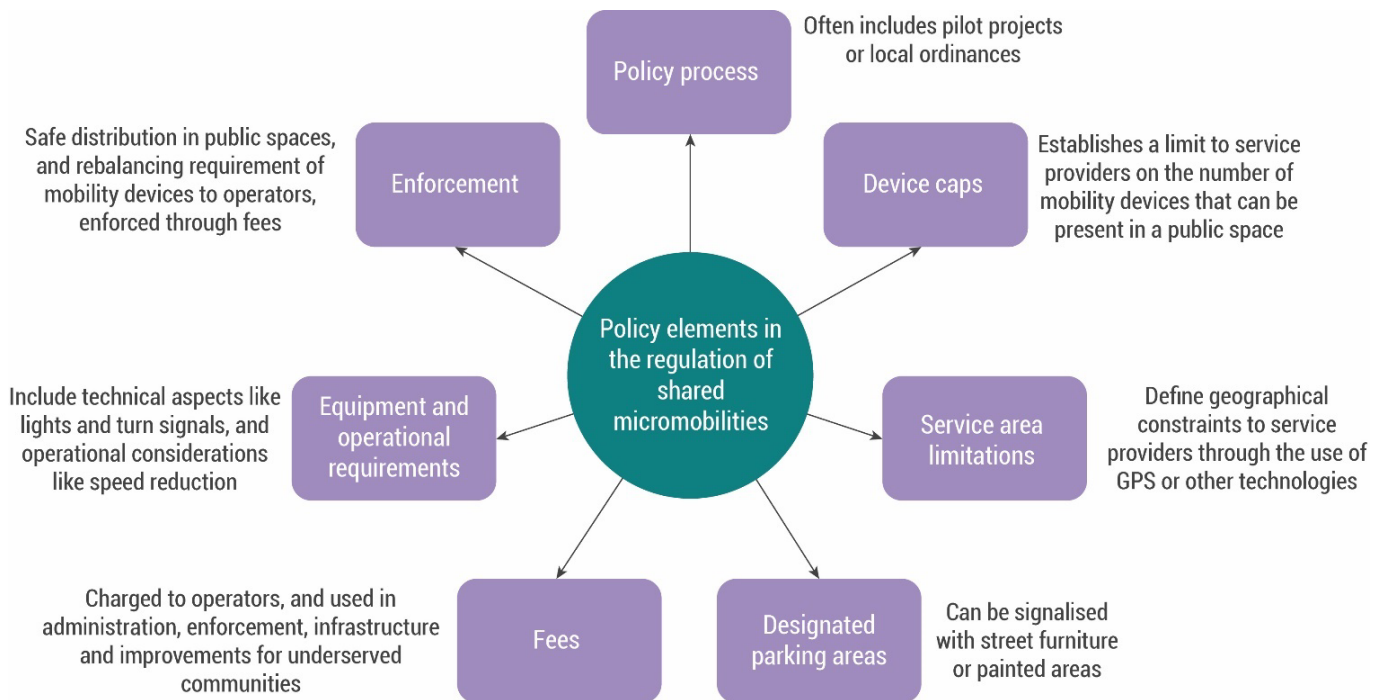 Policy process
Often includes pilot projects
or local ordinances
Enforcement
Safe distribution in public spaces,
and rebalancing requirement of
mobility devices to operators,
enforced through fees
Device caps
Establishes a limit to service
providers on the number of
mobility devices that can be
present in a public space
Policy elements in
the regulation of
shared
micromobilities
Include technical aspects like
lights and turn signals, and
operational considerations
like speed reduction
Equipment and
operational
requirements
Service area
limitations
Define geographical
constraints to service
providers through the use of
GPS or other technologies
Charged to operators, and used in
administration, enforcement, infrastructure
and improvements for underserved
communities
Fees
Designated
parking areas
Can be signalised
with street furniture
or painted areas